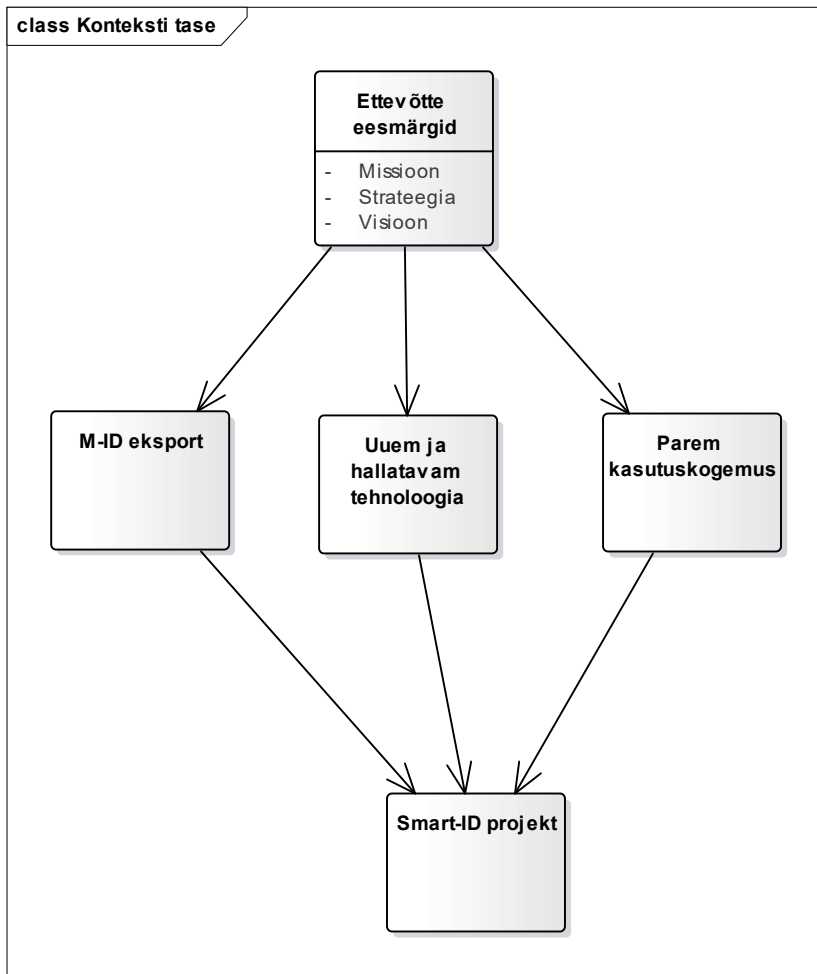 class Konteksti tase
Ettevõtte
eesmärgid
- Missioon
- Strateegia
- Visioon
M-ID eksport
Uuem ja
hallatavam
tehnoloogia
Parem
kasutuskogemus
Smart-ID projekt